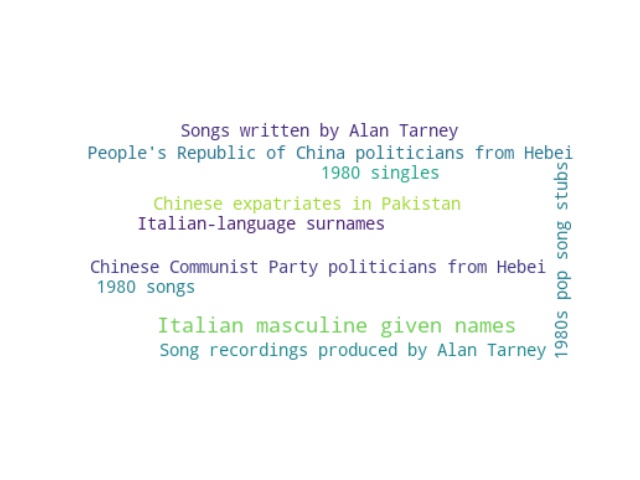 Songs written by Alan Tarney
People's Republic of China politicians from Hebei
1980 singles
Chinese expatriates in Pakistan
Italian-language surnames
Chinese Communist Party politicians from Hebei
1980 songs
Italian masculine given names
Song recordings produced by Alan Tarney
1980s pop song stubs